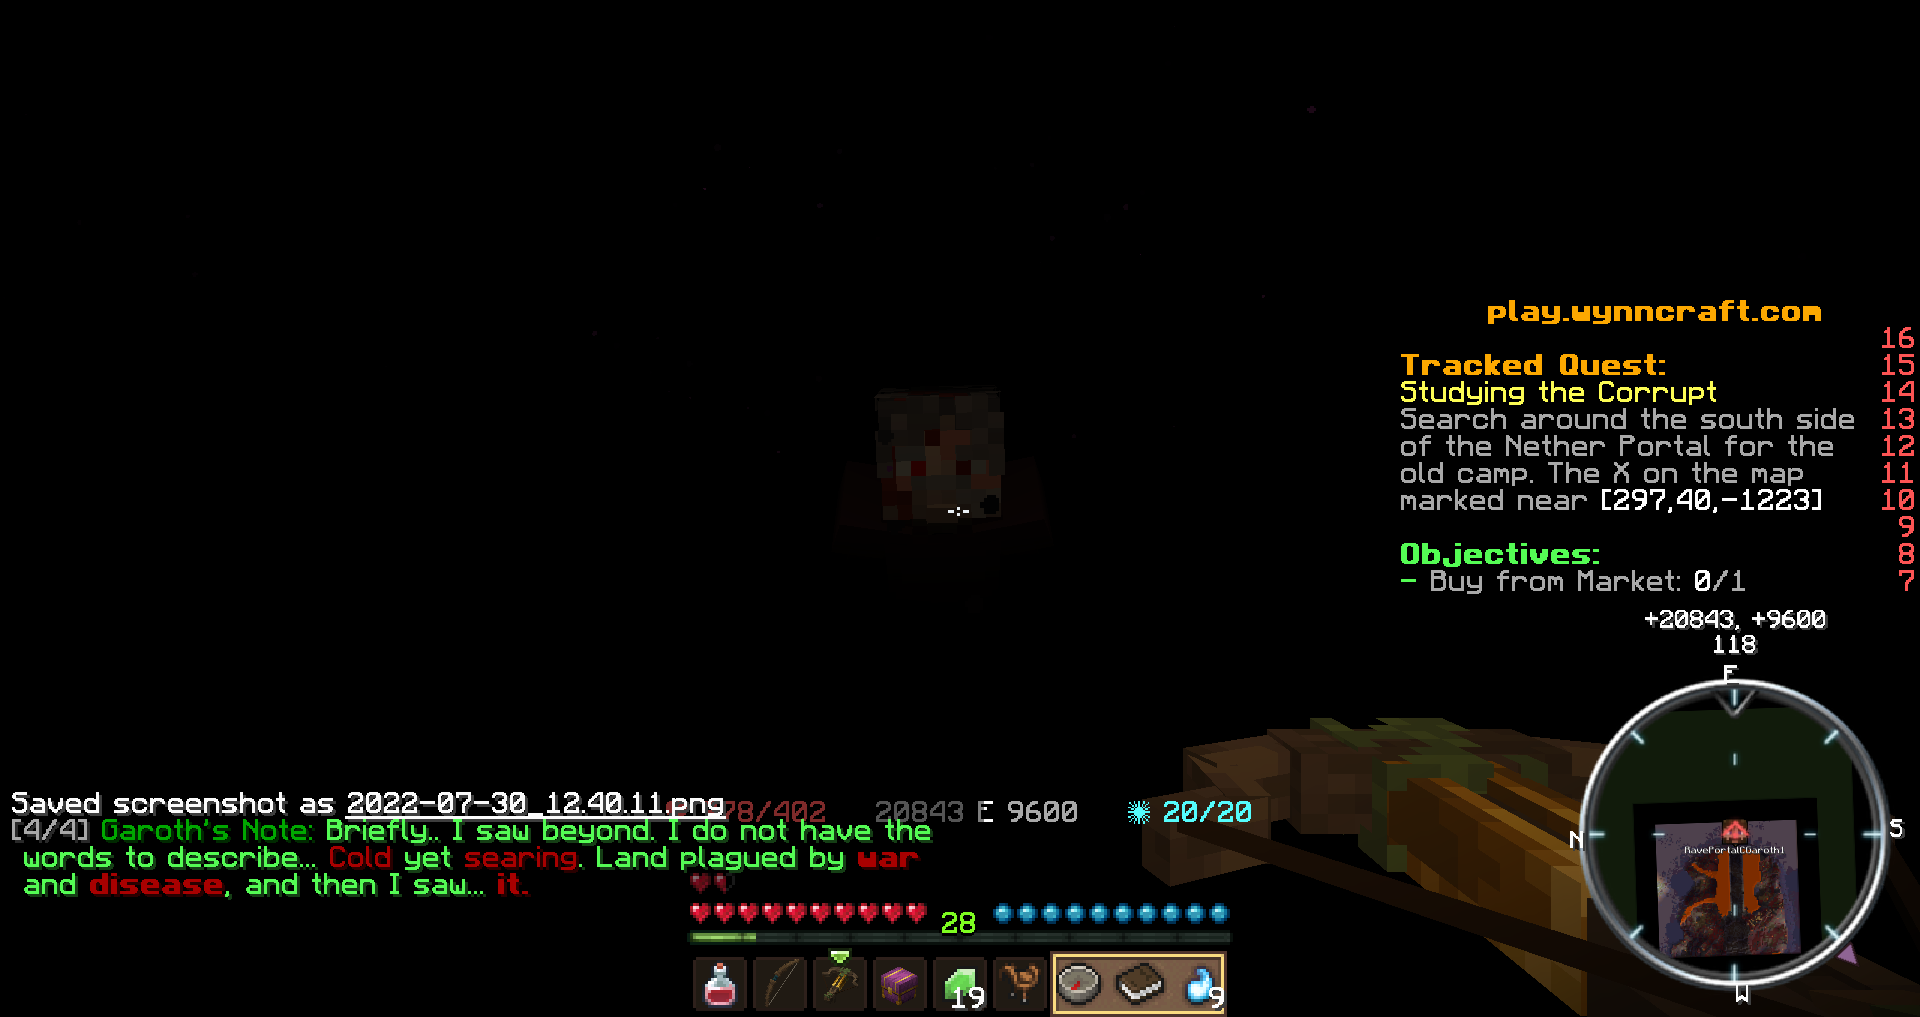 play.wynncraft.com
16
Tracked Quest: 15
Studying the Corrupt 14
Search around the south side 13
of the Nether Portal for the 12
old camp. The X on the map 11
marked near [297,40,-1223] 10
9
Objectives: 8
- Buy from Market: 0/1 7
+20843, +9600
118
E
N
S
RavePortalCGaroth1
W
Saved screenshot as 2022-07-30_12.40.11.png
78/402 20843 E 9600 20/20
[4/4] Garoth's Note: Briefly.. I saw beyond. I do not have the
words to describe... Cold yet searing. Land plagued by war
and disease, and then I saw... it.
28
19
9